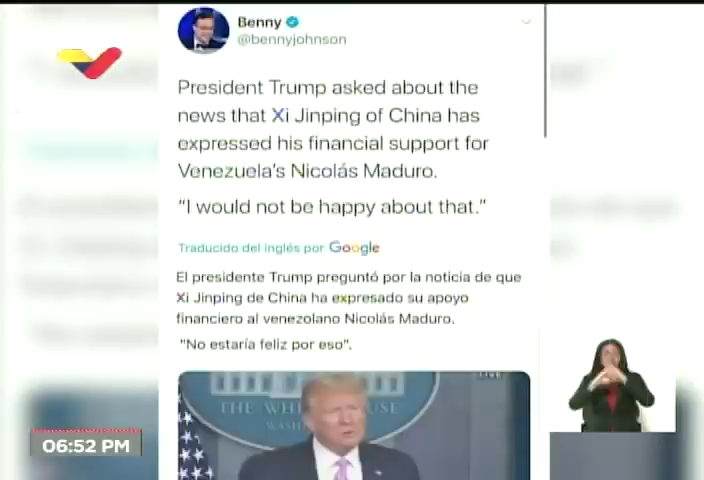 Benny
@bennyjohnson
President Trump asked about the
news that Xi Jinping of China has
expressed his financial support for
Venezuela's Nicolás Maduro.
"I would not be happy about that."
Traducido del inglés por Google
El presidente Trump preguntó por la noticia de que
Xi Jinping de China ha expresado su apoyo
financiero al venezolano Nicolás Maduro.
"No estaría feliz por eso".
LIVE
THE WHITE HOUSE
WASH
06:52 PM